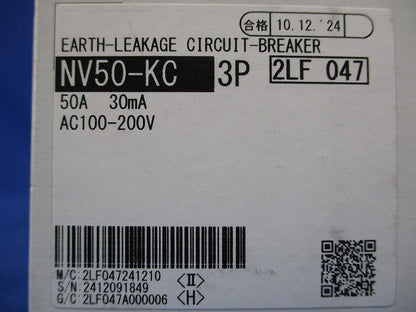 合格 10.12.'24
EARTH-LEAKAGE CIRCUIT-BREAKER
NV50-KC 3P 2LF 047
50A 30mA
AC100-200V
M/C: 2LF047241210 〈Ⅱ〉
S/N: 2412091849
G/C: 2LF047A000006 〈H〉